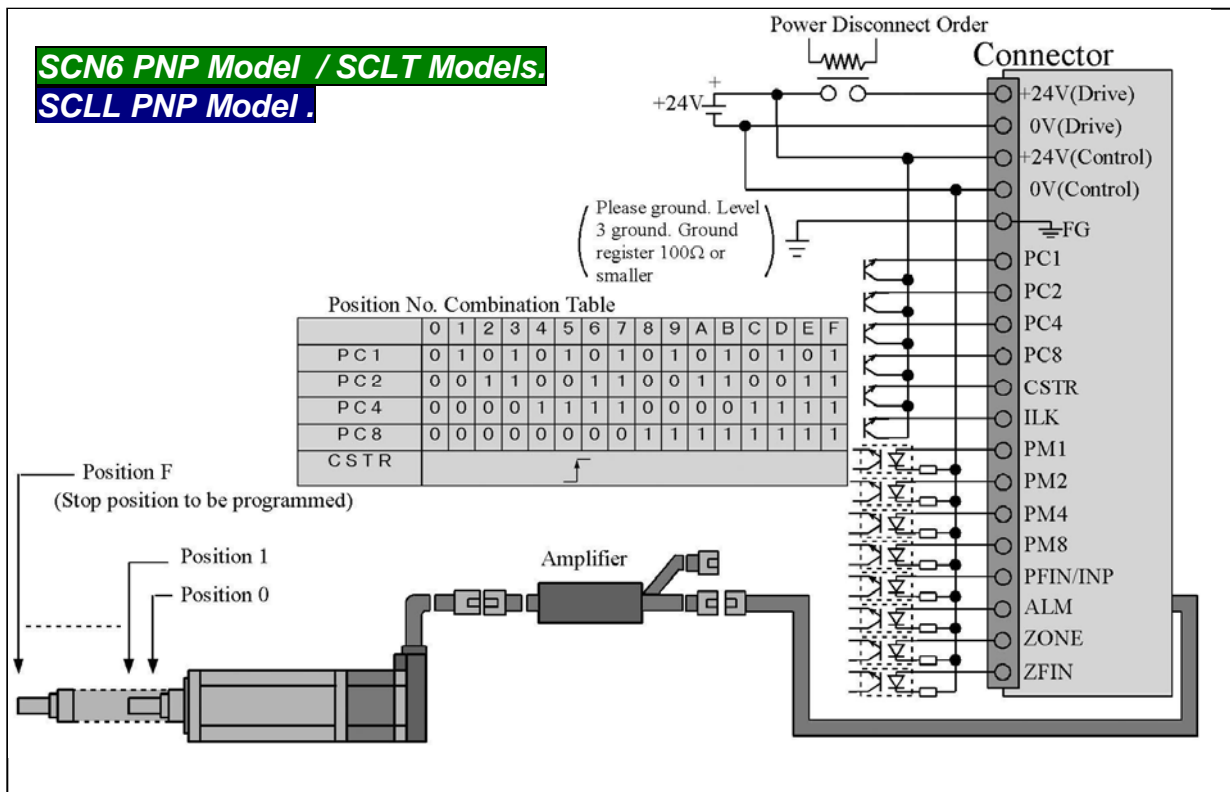 SCN6 PNP Model / SCLT Models.
SCLL PNP Model .
Power Disconnect Order
Connector
+
+24V
+24V(Drive)
0V(Drive)
+24V(Control)
0V(Control)
Please ground. Level
3 ground. Ground
register 100Ω or
smaller
FG
PC1
PC2
PC4
PC8
CSTR
ILK
PM1
PM2
PM4
PM8
PFIN/INP
ALM
ZONE
ZFIN
Position No. Combination Table
0 1 2 3 4 5 6 7 8 9 A B C D E F
PC1 0 1 0 1 0 1 0 1 0 1 0 1 0 1 0 1
PC2 0 0 1 1 0 0 1 1 0 0 1 1 0 0 1 1
PC4 0 0 0 0 1 1 1 1 0 0 0 0 1 1 1 1
PC8 0 0 0 0 0 0 0 0 1 1 1 1 1 1 1 1
CSTR
Position F
(Stop position to be programmed)
Position 1
Position 0
Amplifier